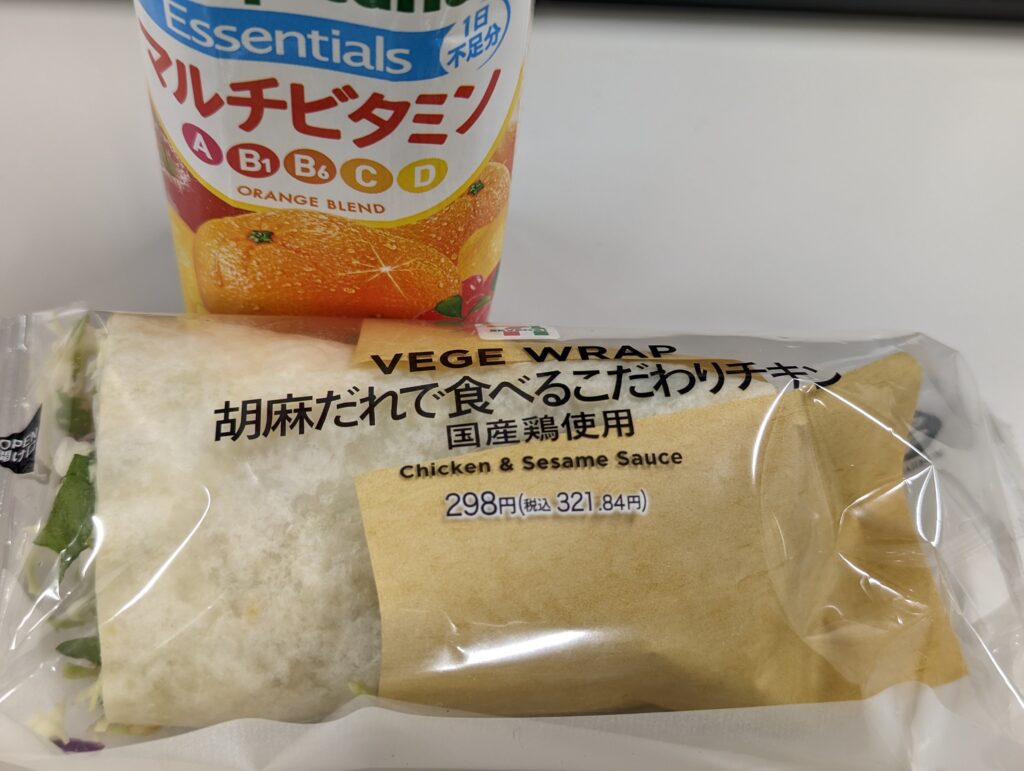 Essentials
1日
不足分
マルチビタミン
A B1 B6 C D
ORANGE BLEND
VEGE WRAP
胡麻だれで食べるこだわりチキン
国産鶏使用
Chicken & Sesame Sauce
298円(税込 321.84円)
OPEN